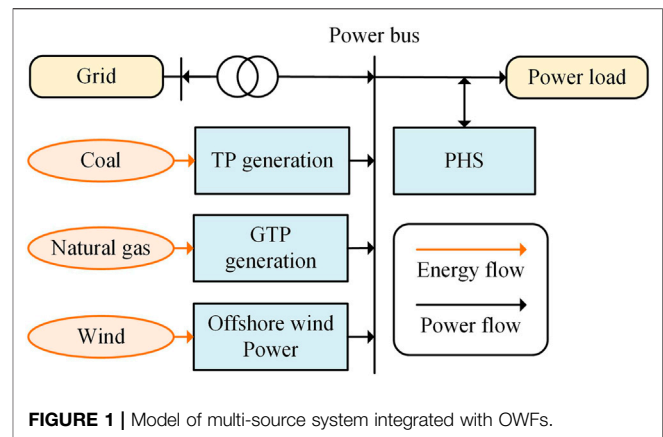 Power bus
Grid
Power load
Coal
TP generation
PHS
Natural gas
GTP
generation
Energy flow
Power flow
Wind
Offshore wind
Power
FIGURE 1 | Model of multi-source system integrated with OWFs.